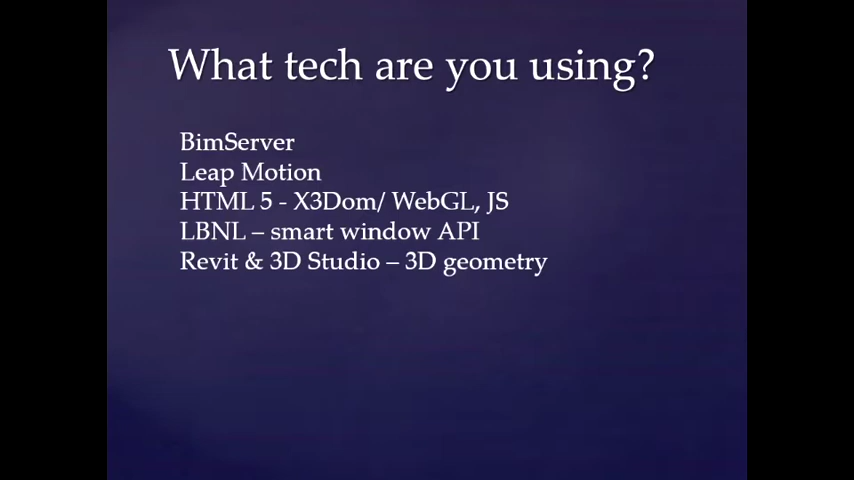 What tech are you using?
BimServer
Leap Motion
HTML 5 - X3Dom/ WebGL, JS
LBNL – smart window API
Revit & 3D Studio – 3D geometry